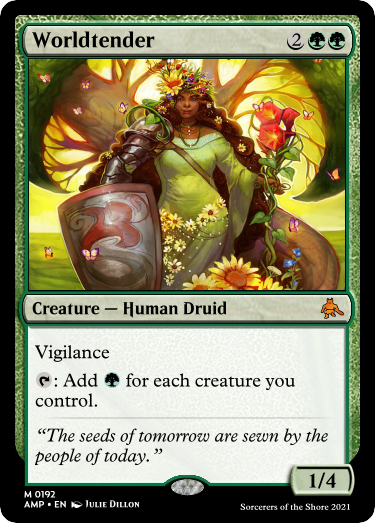 Worldtender 2
Creature — Human Druid
Vigilance
: Add for each creature you
control.
“The seeds of tomorrow are sewn by the
people of today.”
1/4
M 0192
AMP • EN JULIE DILLON
Sorcerers of the Shore 2021